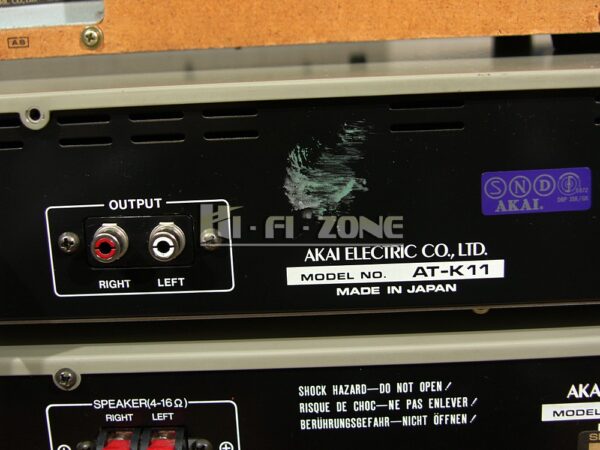 AB
OUTPUT
RIGHT LEFT
Hi-Fi-ZONE
SND
AKAI.
AKAI ELECTRIC CO., LTD.
MODEL NO. AT-K11
MADE IN JAPAN
SPEAKER(4-16Ω)
RIGHT LEFT
SHOCK HAZARD—DO NOT OPEN!
RISQUE DE CHOC—NE PAS ENLEVER!
BERÜHRUNGSGEFAHR—NICHT ÖFFNEN!
AKA
MODEL